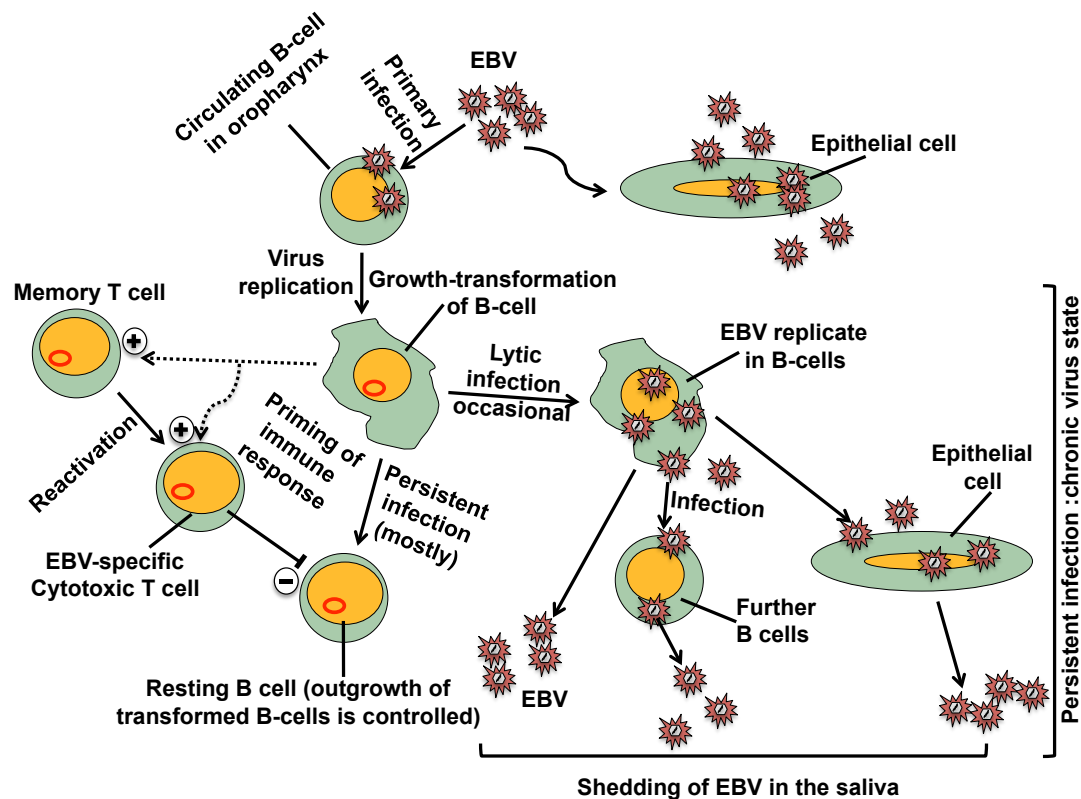 Circulating B-cell
in oropharynx
Primary
infection
EBV
Epithelial cell
Virus
replication
Growth-transformation
of B-cell
Memory T cell
+
Lytic
infection
occasional
EBV replicate
in B-cells
Reactivation
+
Priming of
immune
response
Persistent
infection
(mostly)
Infection
Epithelial
cell
EBV-specific
Cytotoxic T cell
−
Further
B cells
Resting B cell (outgrowth of
transformed B-cells is controlled)
EBV
Shedding of EBV in the saliva
Persistent infection :chronic virus state